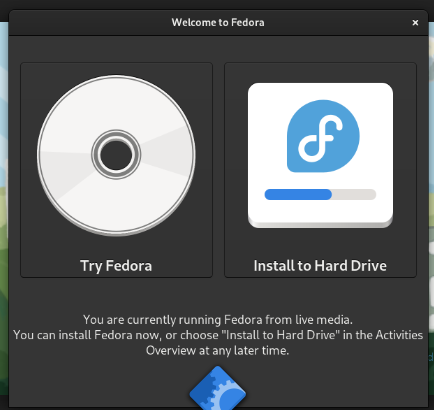 Welcome to Fedora
Try Fedora
Install to Hard Drive
You are currently running Fedora from live media.
You can install Fedora now, or choose "Install to Hard Drive" in the Activities
Overview at any later time.